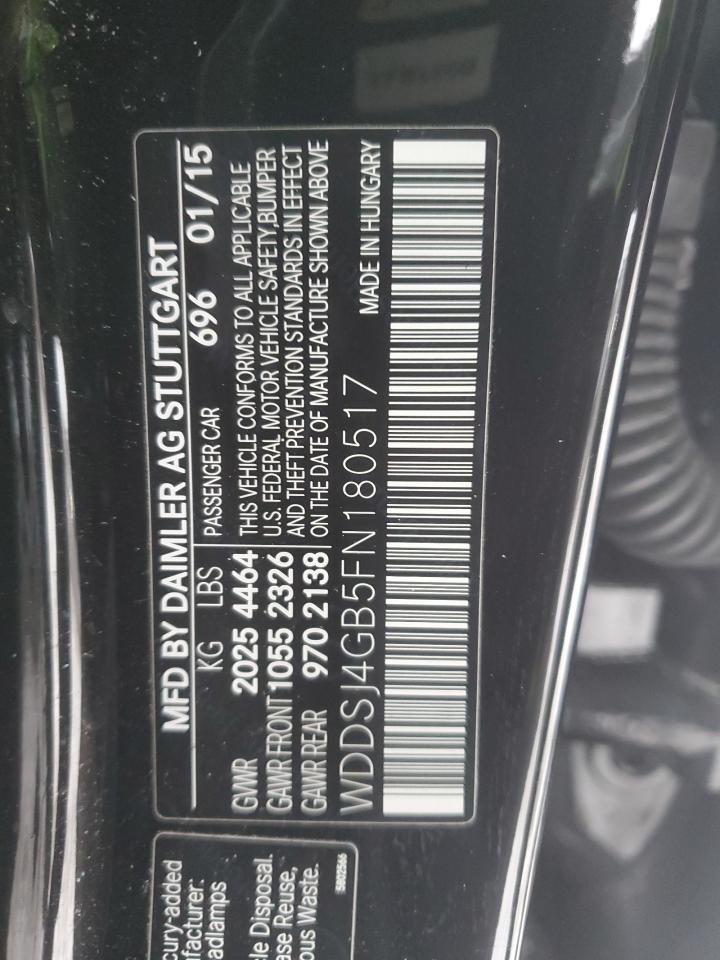 MFD BY DAIMLER AG STUTTGART
KG LBS PASSENGER CAR 696 01/15
GVWR 2025 4464 THIS VEHICLE CONFORMS TO ALL APPLICABLE
GAWR FRONT 1055 2326 U.S. FEDERAL MOTOR VEHICLE SAFETY,BUMPER
AND THEFT PREVENTION STANDARDS IN EFFECT
GAWR REAR 970 2138 ON THE DATE OF MANUFACTURE SHOWN ABOVE
WDDSJ4GB5FN180517 MADE IN HUNGARY
cury-added
ufacturer:
adlamps
cle Disposal.
ase Reuse,
ous Waste.
5802566